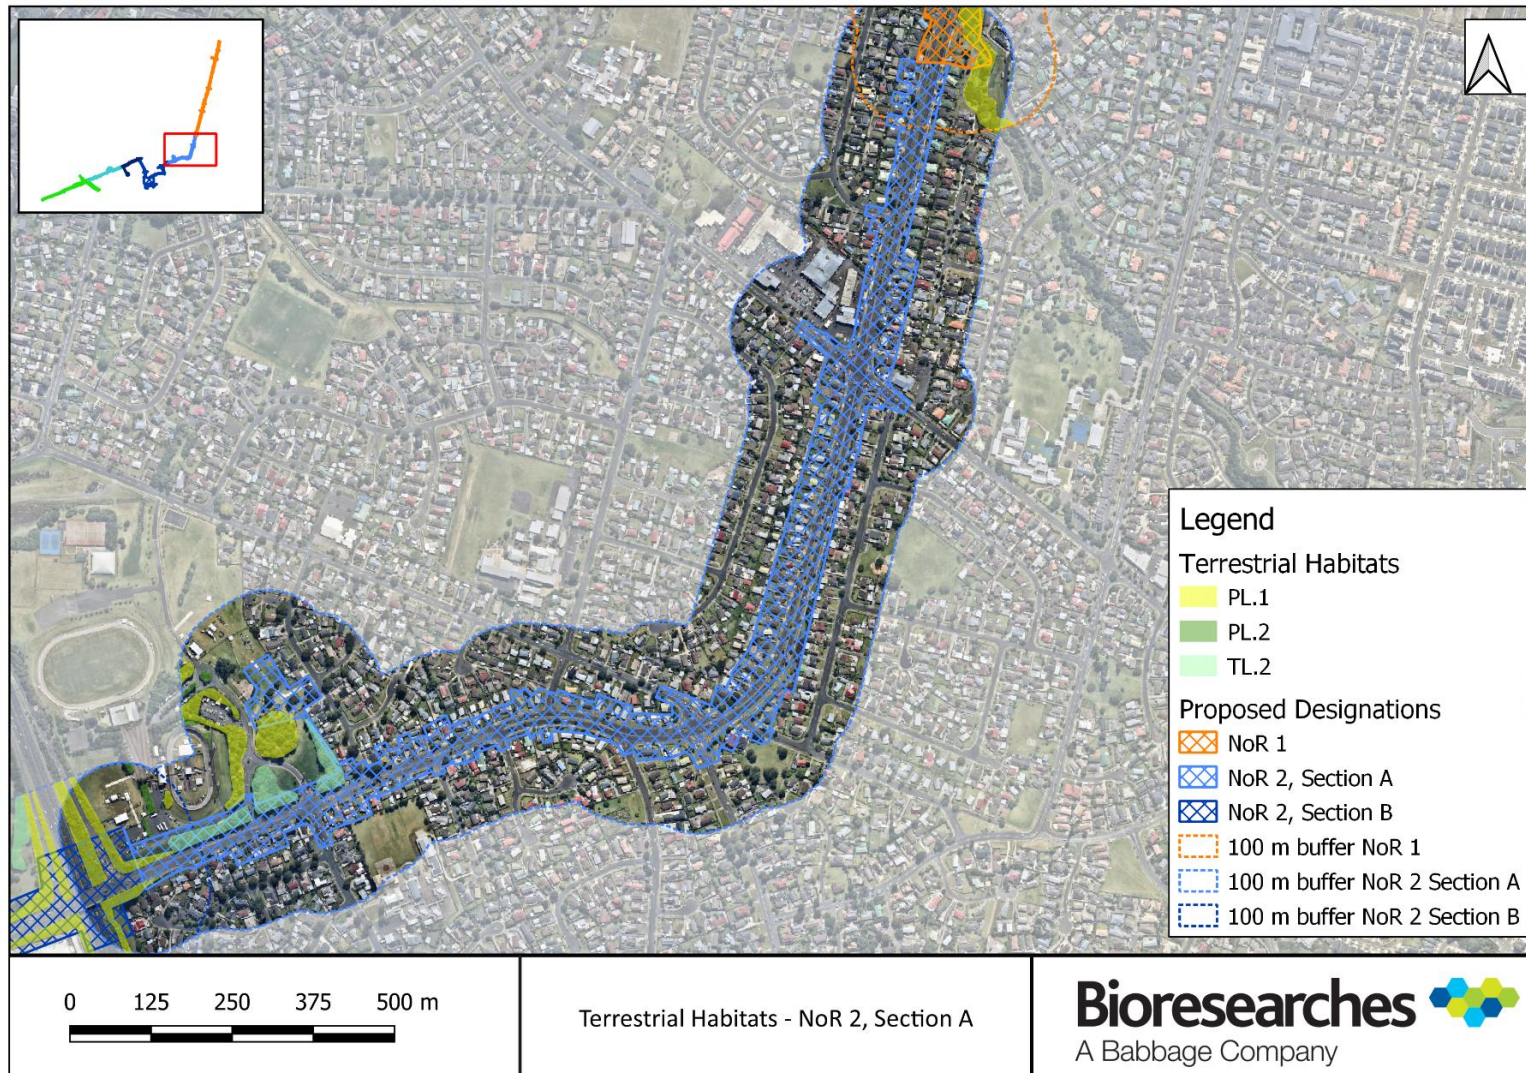 Legend
Terrestrial Habitats
PL.1
PL.2
TL.2
Proposed Designations
NoR 1
NoR 2, Section A
NoR 2, Section B
100 m buffer NoR 1
100 m buffer NoR 2 Section A
100 m buffer NoR 2 Section B
0 125 250 375 500 m
Terrestrial Habitats - NoR 2, Section A
Bioresearches
A Babbage Company